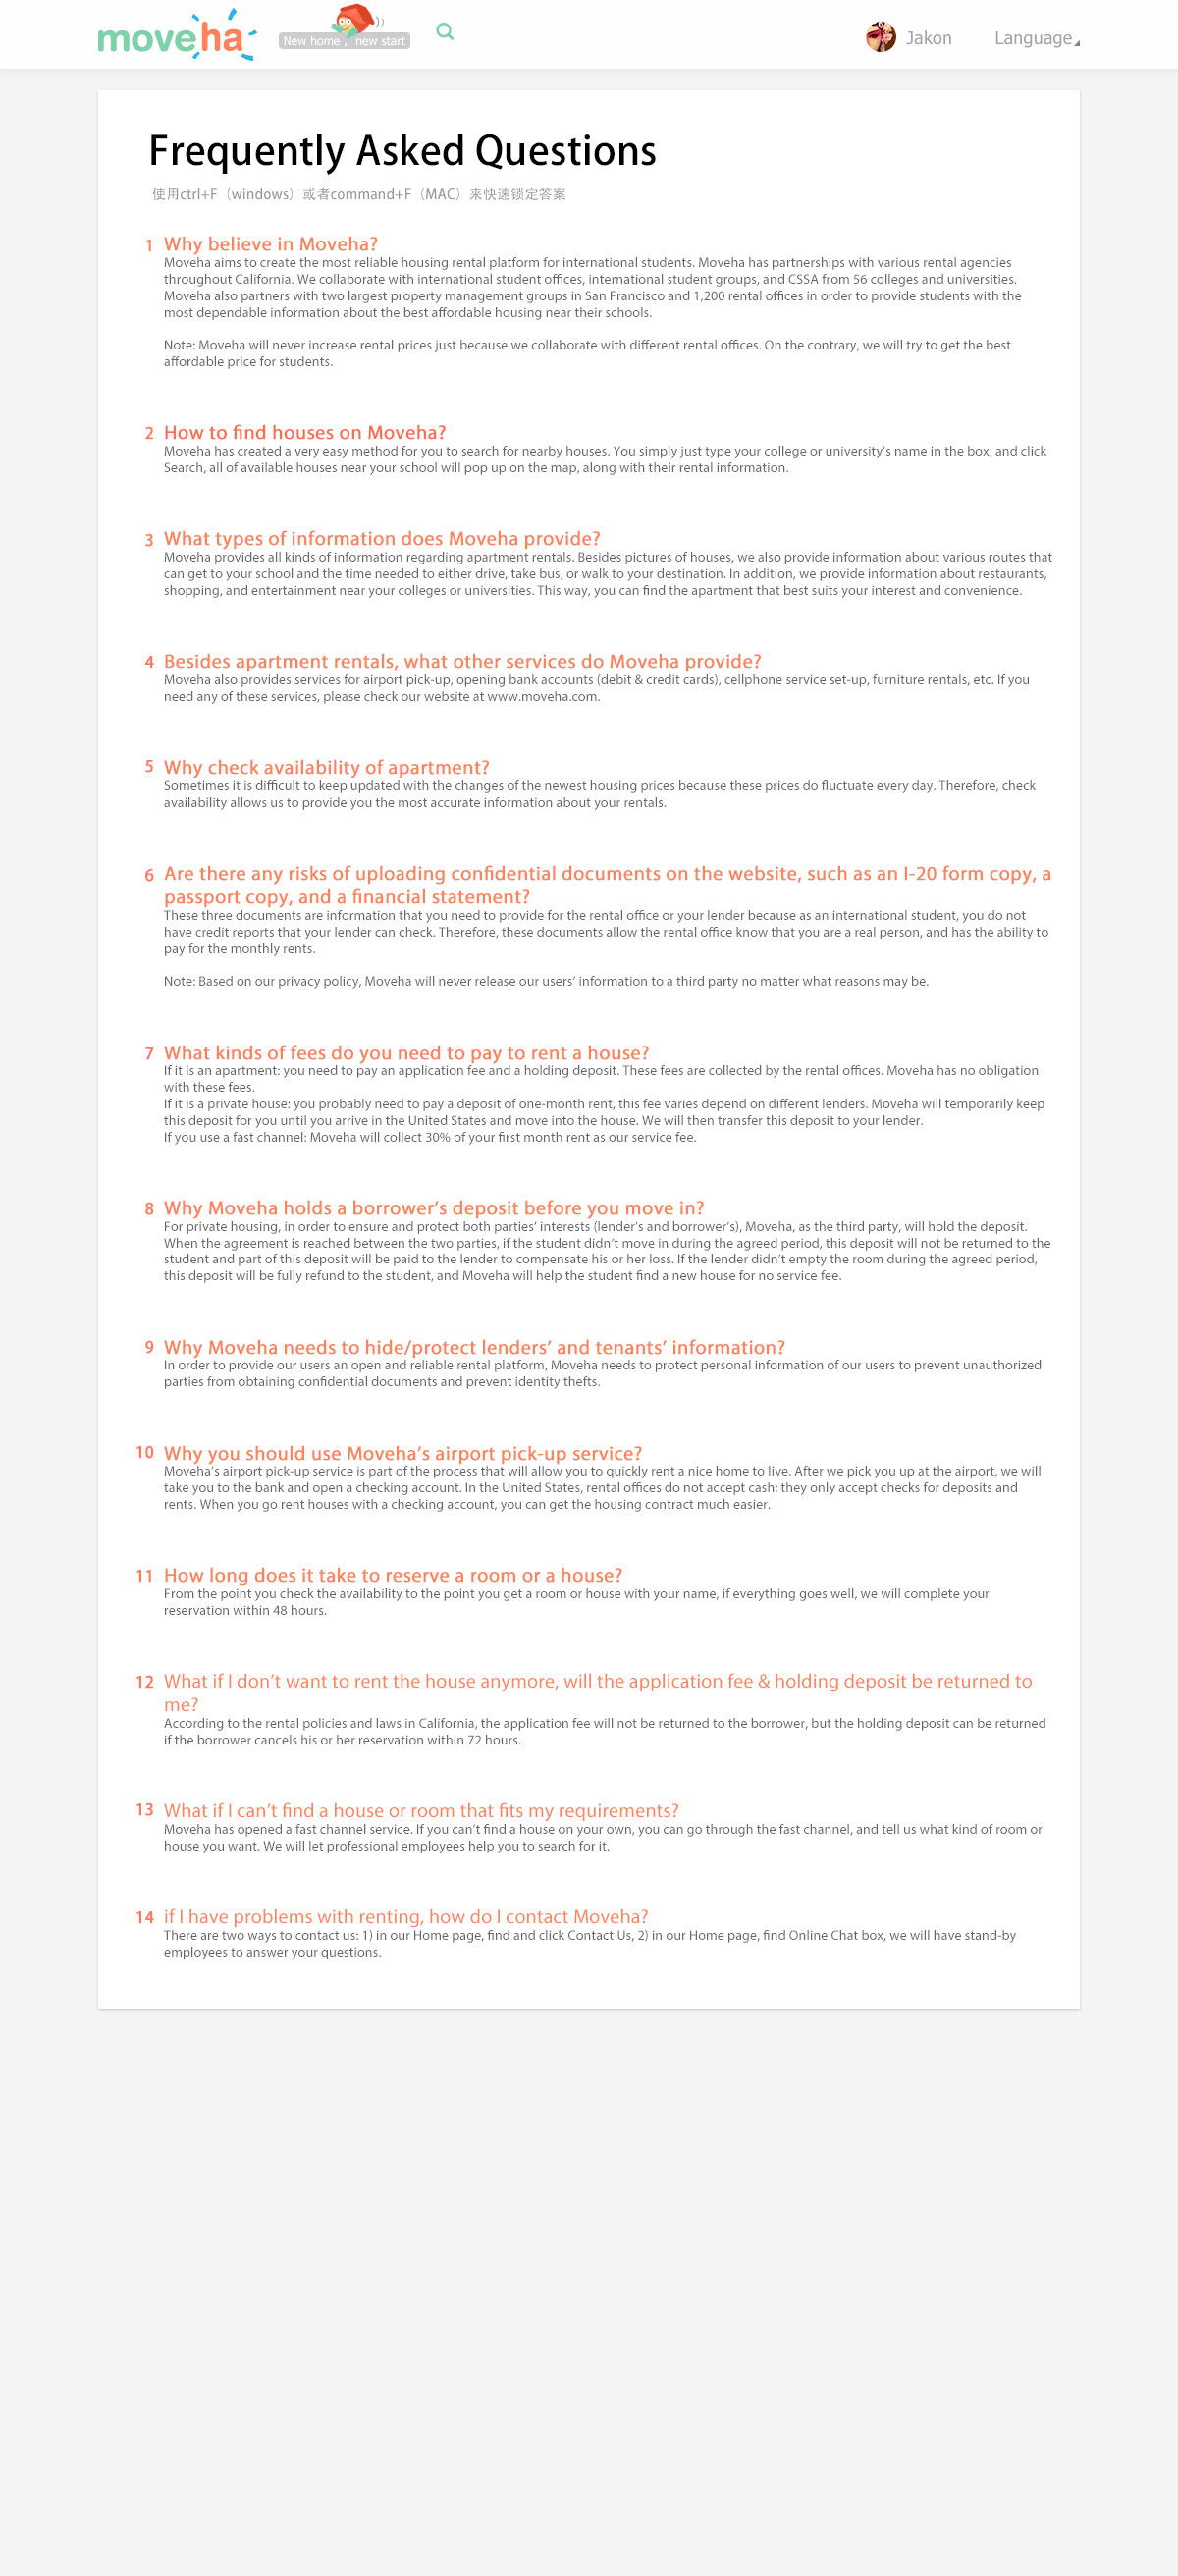 moveha
New home, new start
Jakon
Language
Frequently Asked Questions
使用ctrl+F（windows）或者command+F（MAC）来快速锁定答案
1 Why believe in Moveha?
Moveha aims to create the most reliable housing rental platform for international students. Moveha has partnerships with various rental agencies
throughout California. We collaborate with international student offices, international student groups, and CSSA from 56 colleges and universities.
Moveha also partners with two largest property management groups in San Francisco and 1,200 rental offices in order to provide students with the
most dependable information about the best affordable housing near their schools.
Note: Moveha will never increase rental prices just because we collaborate with different rental offices. On the contrary, we will try to get the best
affordable price for students.
2 How to find houses on Moveha?
Moveha has created a very easy method for you to search for nearby houses. You simply just type your college or university's name in the box, and click
Search, all of available houses near your school will pop up on the map, along with their rental information.
3 What types of information does Moveha provide?
Moveha provides all kinds of information regarding apartment rentals. Besides pictures of houses, we also provide information about various routes that
can get to your school and the time needed to either drive, take bus, or walk to your destination. In addition, we provide information about restaurants,
shopping, and entertainment near your colleges or universities. This way, you can find the apartment that best suits your interest and convenience.
4 Besides apartment rentals, what other services do Moveha provide?
Moveha also provides services for airport pick-up, opening bank accounts (debit & credit cards), cellphone service set-up, furniture rentals, etc. If you
need any of these services, please check our website at www.moveha.com.
5 Why check availability of apartment?
Sometimes it is difficult to keep updated with the changes of the newest housing prices because these prices do fluctuate every day. Therefore, check
availability allows us to provide you the most accurate information about your rentals.
6 Are there any risks of uploading confidential documents on the website, such as an I-20 form copy, a
passport copy, and a financial statement?
These three documents are information that you need to provide for the rental office or your lender because as an international student, you do not
have credit reports that your lender can check. Therefore, these documents allow the rental office know that you are a real person, and has the ability to
pay for the monthly rents.
Note: Based on our privacy policy, Moveha will never release our users' information to a third party no matter what reasons may be.
7 What kinds of fees do you need to pay to rent a house?
If it is an apartment: you need to pay an application fee and a holding deposit. These fees are collected by the rental offices. Moveha has no obligation
with these fees.
If it is a private house: you probably need to pay a deposit of one-month rent, this fee varies depend on different lenders. Moveha will temporarily keep
this deposit for you until you arrive in the United States and move into the house. We will then transfer this deposit to your lender.
If you use a fast channel: Moveha will collect 30% of your first month rent as our service fee.
8 Why Moveha holds a borrower's deposit before you move in?
For private housing, in order to ensure and protect both parties' interests (lender's and borrower's), Moveha, as the third party, will hold the deposit.
When the agreement is reached between the two parties, if the student didn't move in during the agreed period, this deposit will not be returned to the
student and part of this deposit will be paid to the lender to compensate his or her loss. If the lender didn't empty the room during the agreed period,
this deposit will be fully refund to the student, and Moveha will help the student find a new house for no service fee.
9 Why Moveha needs to hide/protect lenders' and tenants' information?
In order to provide our users an open and reliable rental platform, Moveha needs to protect personal information of our users to prevent unauthorized
parties from obtaining confidential documents and prevent identity thefts.
10 Why you should use Moveha's airport pick-up service?
Moveha's airport pick-up service is part of the process that will allow you to quickly rent a nice home to live. After we pick you up at the airport, we will
take you to the bank and open a checking account. In the United States, rental offices do not accept cash; they only accept checks for deposits and
rents. When you go rent houses with a checking account, you can get the housing contract much easier.
11 How long does it take to reserve a room or a house?
From the point you check the availability to the point you get a room or house with your name, if everything goes well, we will complete your
reservation within 48 hours.
12 What if I don't want to rent the house anymore, will the application fee & holding deposit be returned to
me?
According to the rental policies and laws in California, the application fee will not be returned to the borrower, but the holding deposit can be returned
if the borrower cancels his or her reservation within 72 hours.
13 What if I can't find a house or room that fits my requirements?
Moveha has opened a fast channel service. If you can't find a house on your own, you can go through the fast channel, and tell us what kind of room or
house you want. We will let professional employees help you to search for it.
14 if I have problems with renting, how do I contact Moveha?
There are two ways to contact us: 1) in our Home page, find and click Contact Us, 2) in our Home page, find Online Chat box, we will have stand-by
employees to answer your questions.